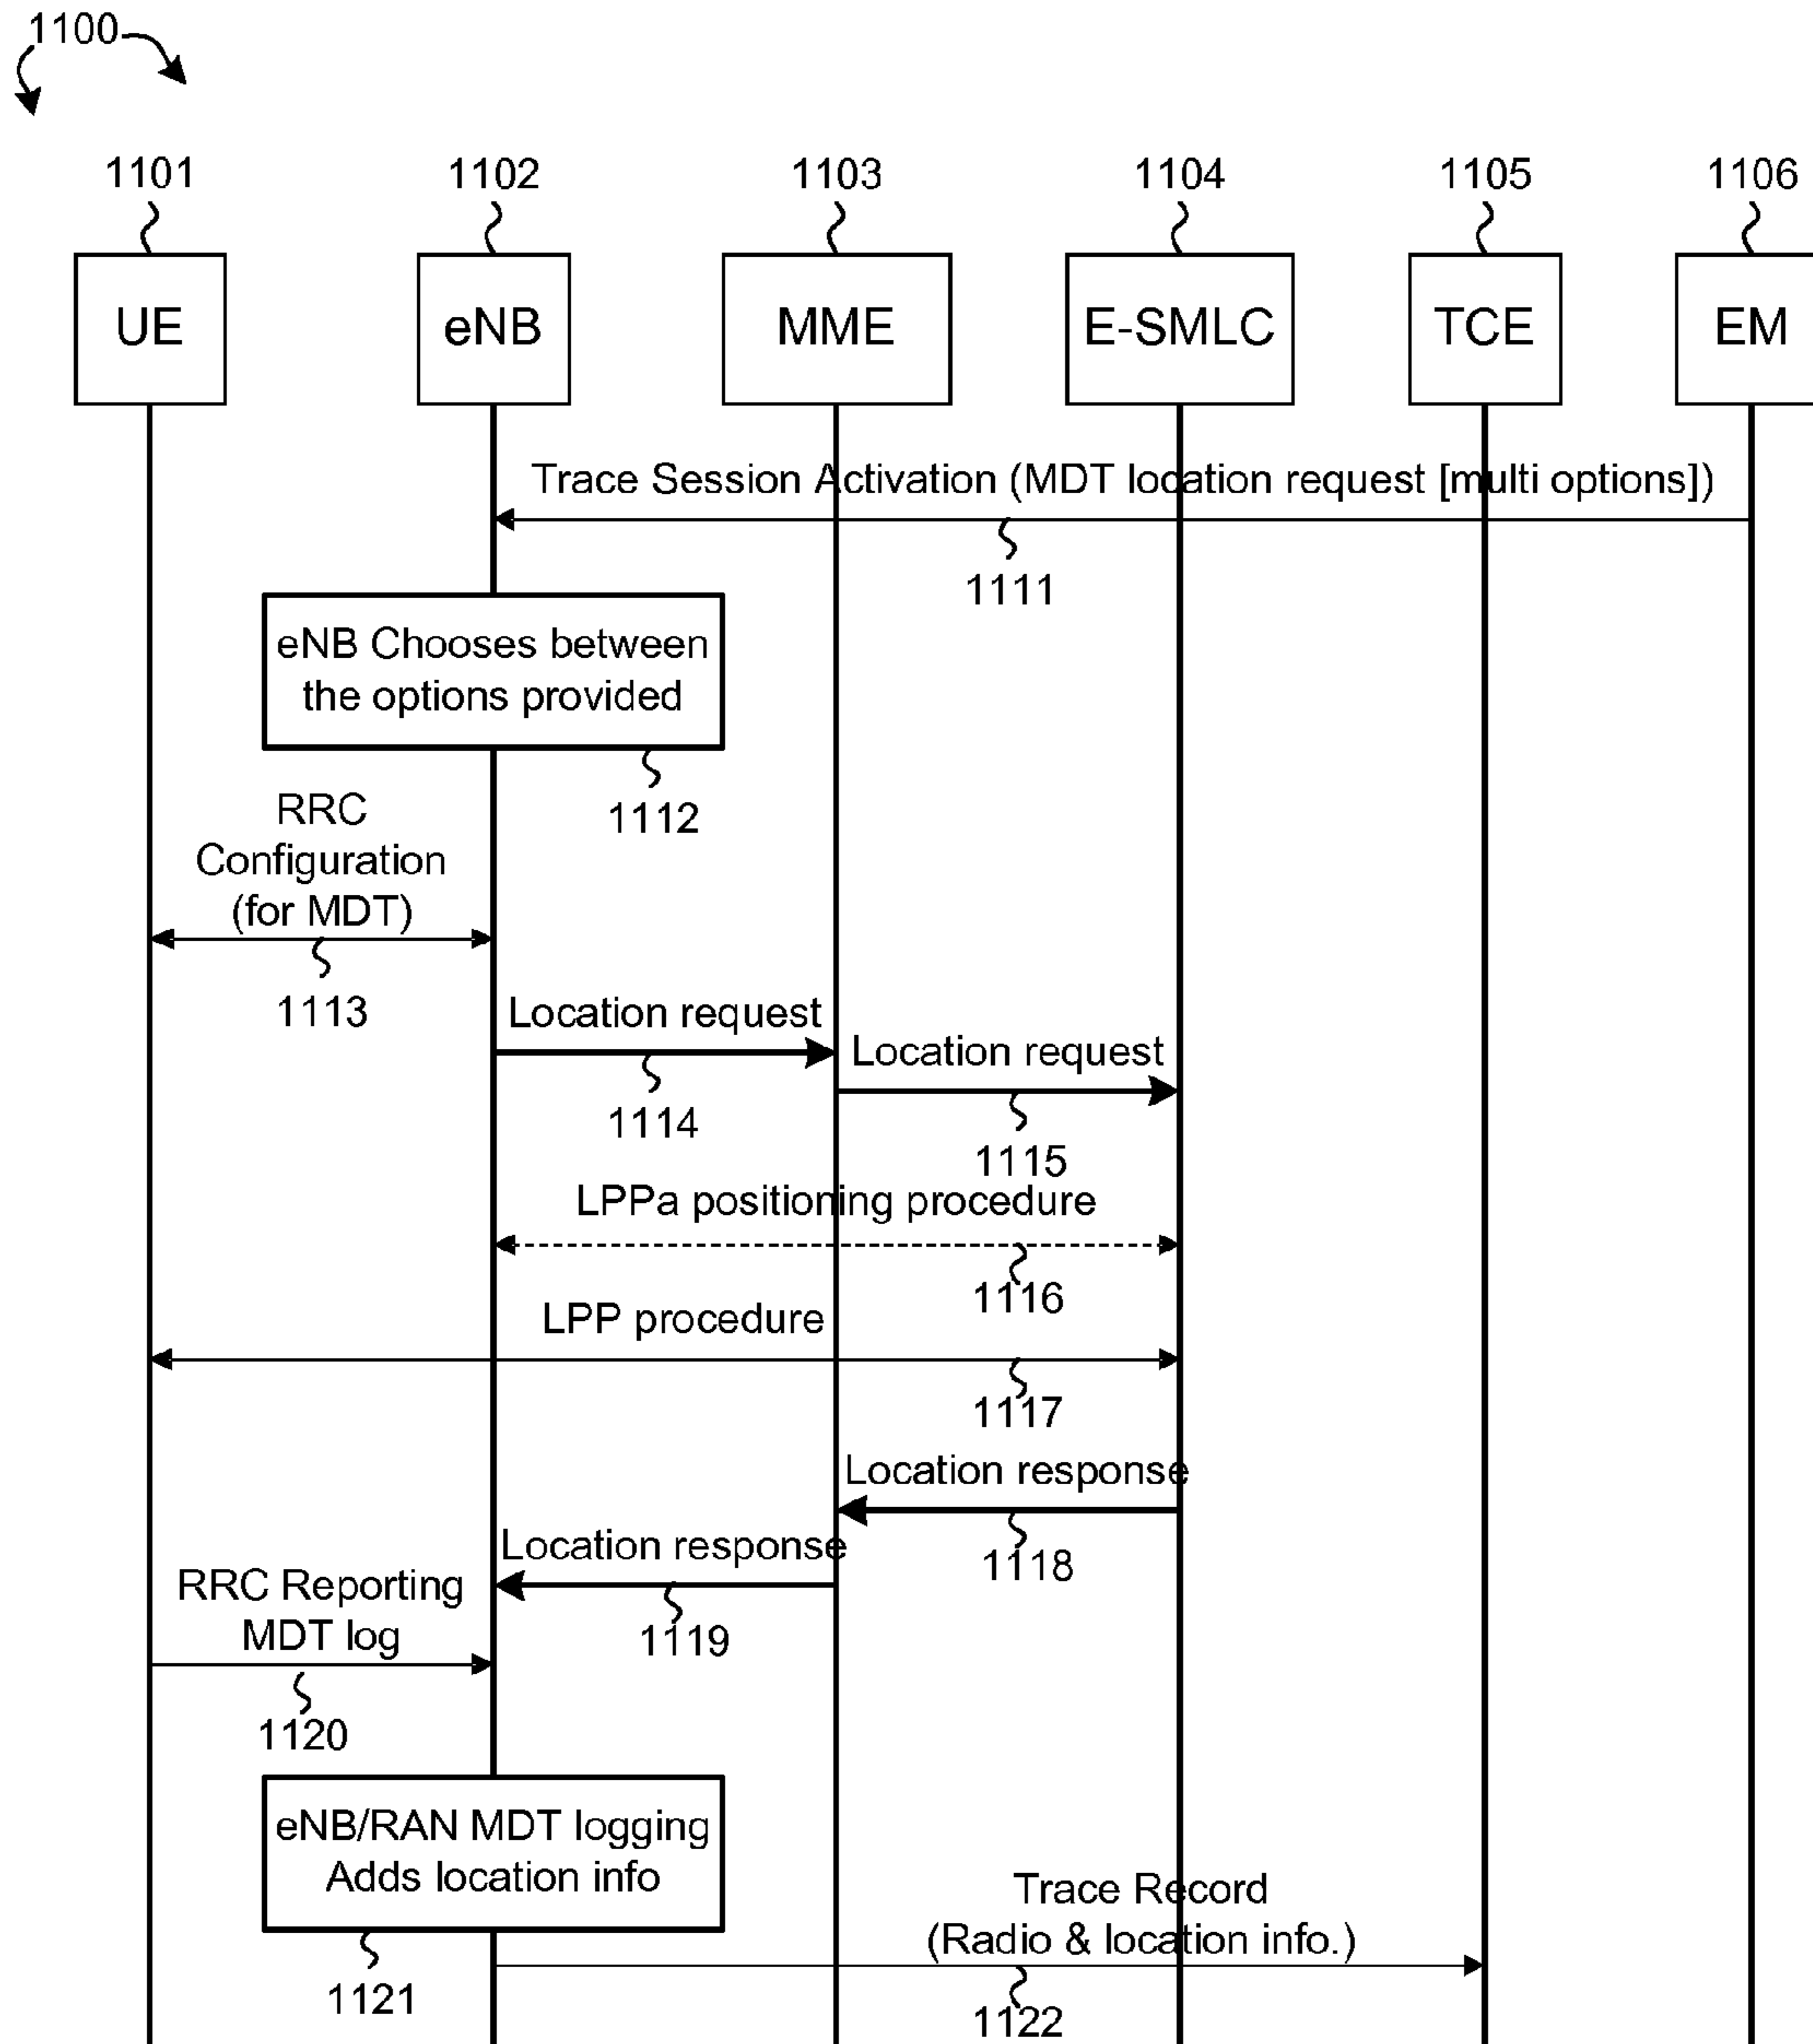 1100
1101
1102
1103
1104
1105
1106
UE
eNB
MME
E-SMLC
TCE
EM
Trace Session Activation (MDT location request [multi options])
1111
eNB Chooses between
the options provided
1112
RRC
Configuration
(for MDT)
1113
Location request
1114
Location request
1115
LPPa positioning procedure
1116
LPP procedure
1117
Location response
1118
Location response
1119
RRC Reporting
MDT log
1120
eNB/RAN MDT logging
Adds location info
1121
Trace Record
(Radio & location info.)
1122